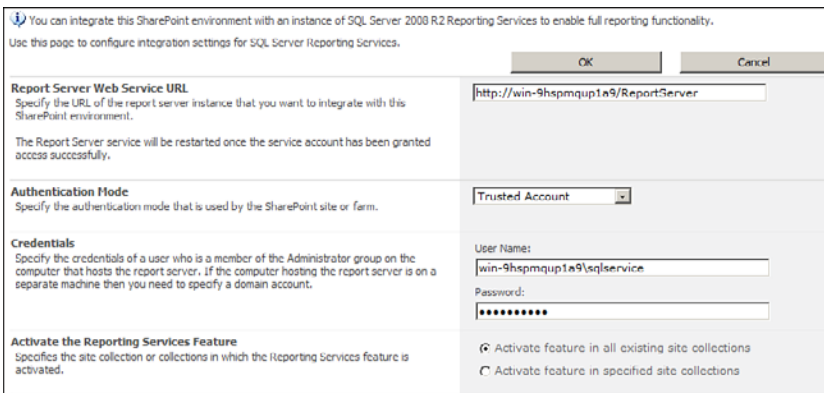 You can integrate this SharePoint environment with an instance of SQL Server 2008 R2 Reporting Services to enable full reporting functionality.
Use this page to configure integration settings for SQL Server Reporting Services.
OK Cancel
Report Server Web Service URL
Specify the URL of the report server instance that you want to integrate with this
SharePoint environment.
http://win-9hspmqup1a9/ReportServer
The Report Server service will be restarted once the service account has been granted
access successfully.
Authentication Mode
Specify the authentication mode that is used by the SharePoint site or farm.
Trusted Account
Credentials
Specify the credentials of a user who is a member of the Administrator group on the
computer that hosts the report server. If the computer hosting the report server is on a
separate machine then you need to specify a domain account.
User Name:
win-9hspmqup1a9\sqlservice
Password:
••••••••••
Activate the Reporting Services Feature
Specifies the site collection or collections in which the Reporting Services feature is
activated.
Activate feature in all existing site collections
Activate feature in specified site collections